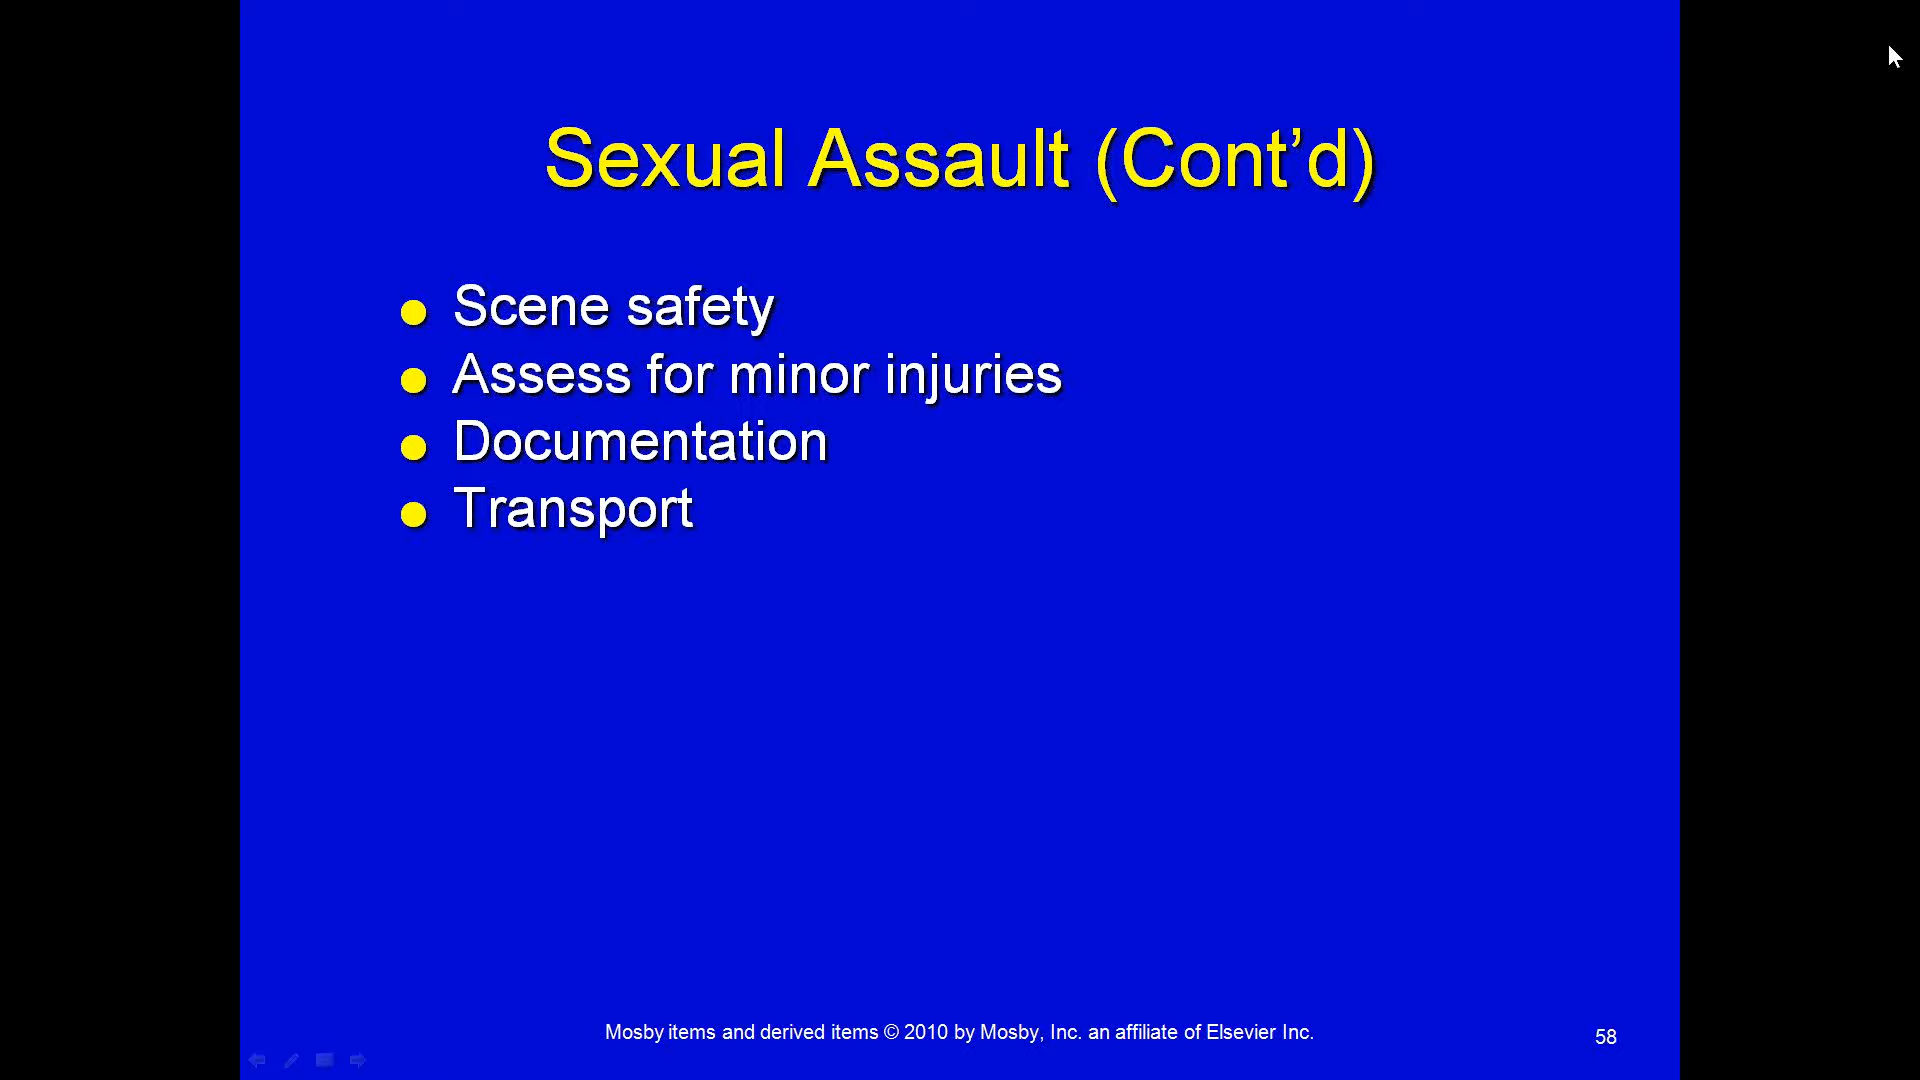 Sexual Assault (Cont’d)
Scene safety
Assess for minor injuries
Documentation
Transport
Mosby items and derived items © 2010 by Mosby, Inc. an affiliate of Elsevier Inc.
58